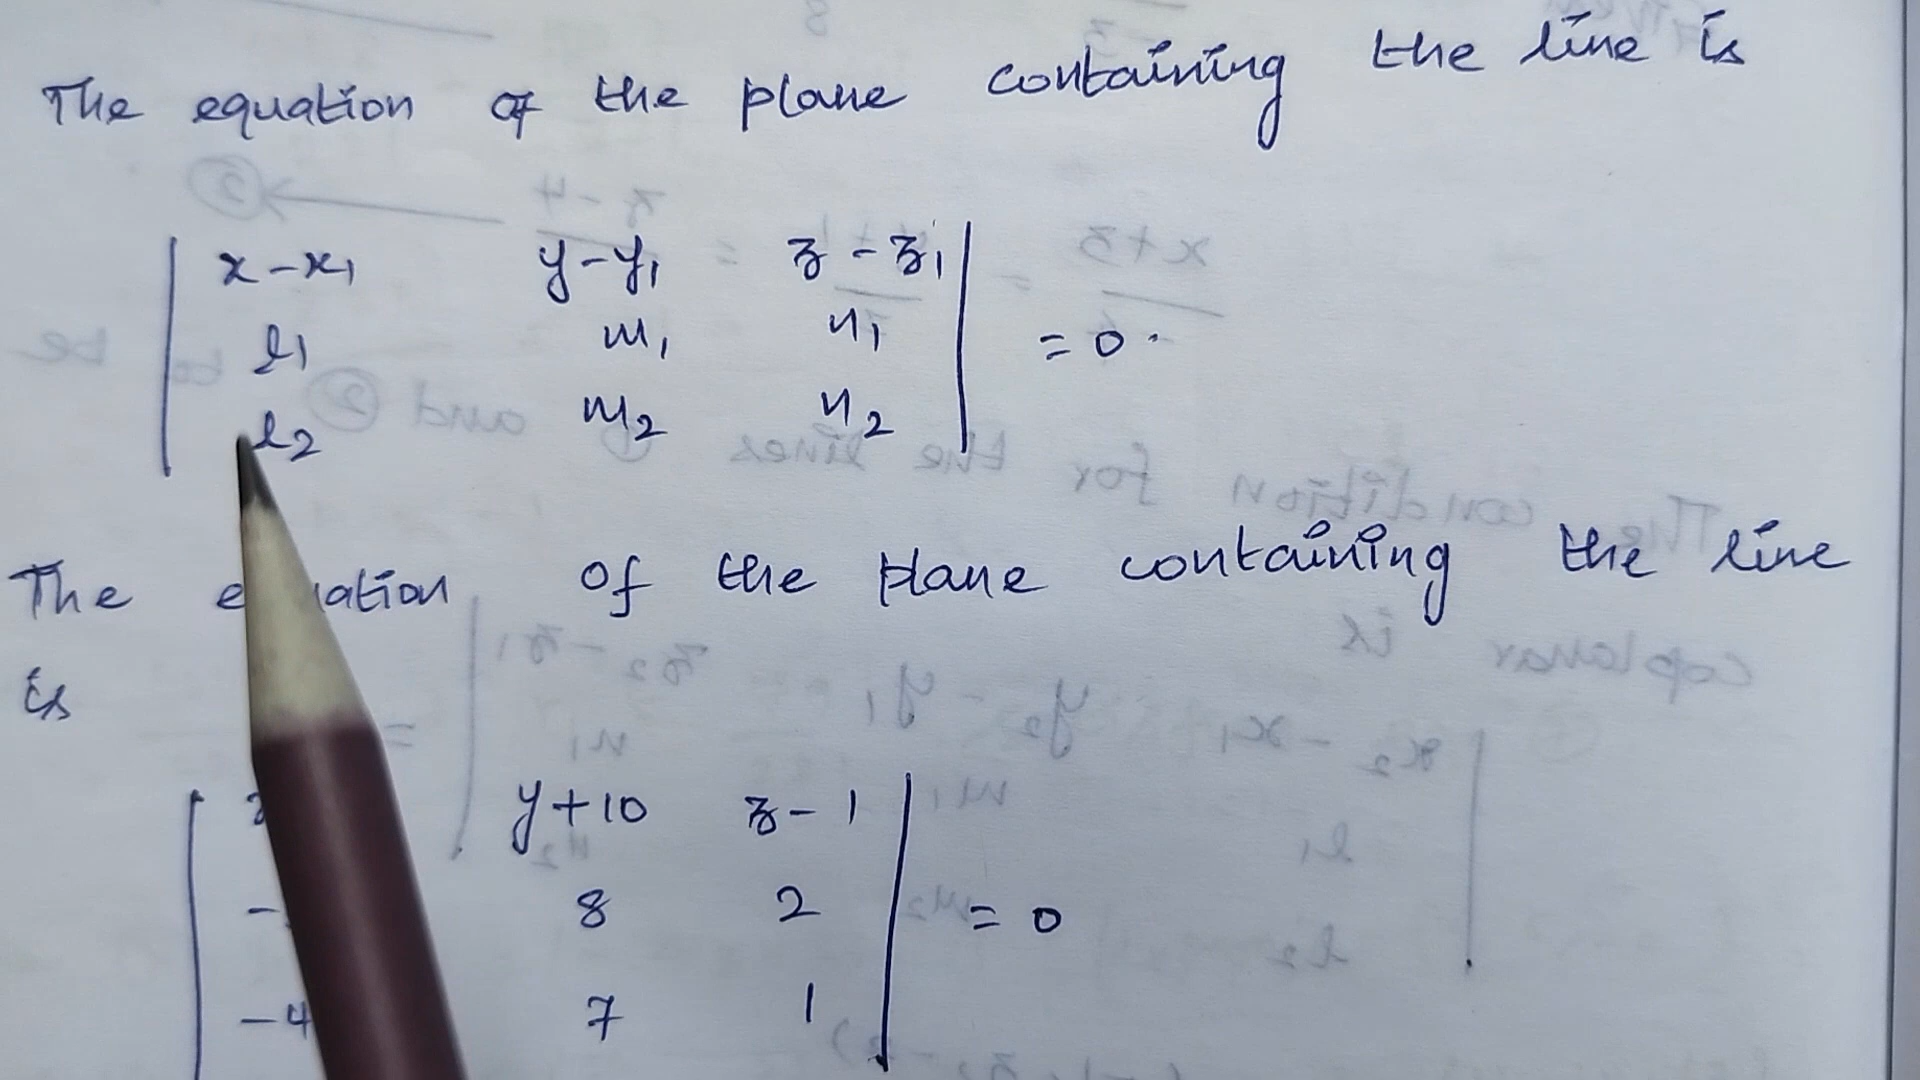 The equation of the plane containing the line is
x-x₁ y-y₁ z-z₁
l₁ m₁ n₁ = 0.
l₂ m₂ n₂
The of the plane containing the line
is
y+10 z-1
8 2 = 0
-4 7 1